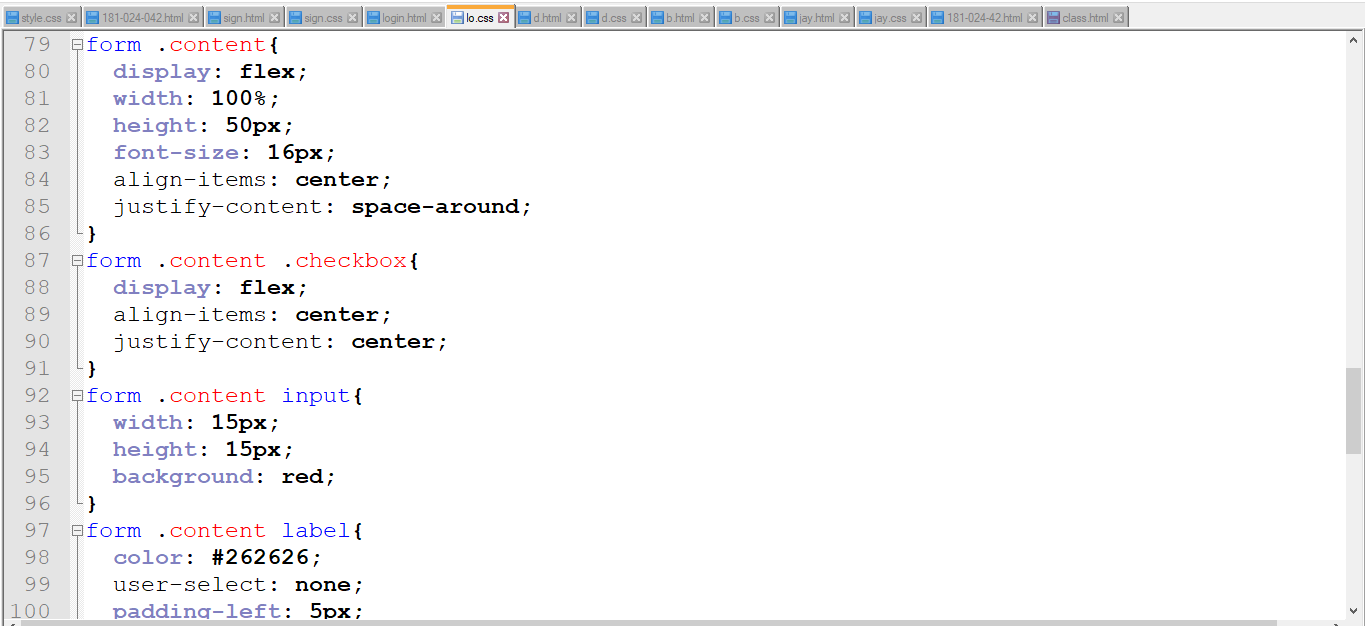 style.css 181-024-042.html sign.html sign.css login.html lo.css d.html d.css b.html b.css jay.html jay.css 181-024-42.html class.html
79 form .content{
80 display: flex;
81 width: 100%;
82 height: 50px;
83 font-size: 16px;
84 align-items: center;
85 justify-content: space-around;
86 }
87 form .content .checkbox{
88 display: flex;
89 align-items: center;
90 justify-content: center;
91 }
92 form .content input{
93 width: 15px;
94 height: 15px;
95 background: red;
96 }
97 form .content label{
98 color: #262626;
99 user-select: none;
100 padding-left: 5px;